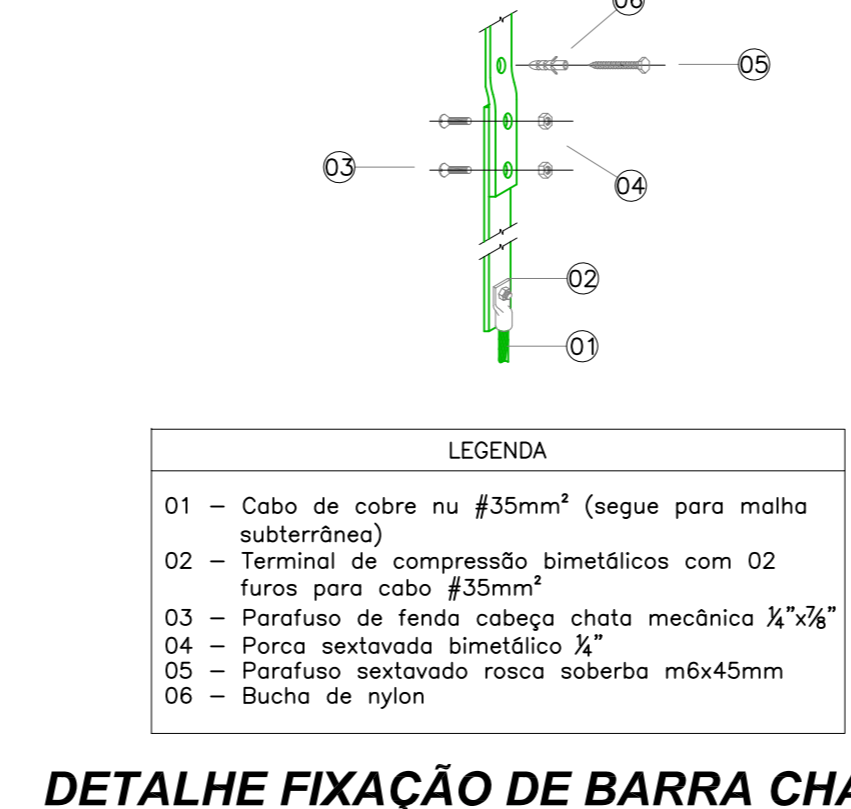 06
05
03
04
02
01
LEGENDA
01 – Cabo de cobre nu #35mm² (segue para malha
subterrânea)
02 – Terminal de compressão bimetálicos com 02
furos para cabo #35mm²
03 – Parafuso de fenda cabeça chata mecânica ¼"x⅞"
04 – Porca sextavada bimetálico ¼"
05 – Parafuso sextavado rosca soberba m6x45mm
06 – Bucha de nylon
DETALHE FIXAÇÃO DE BARRA CHA